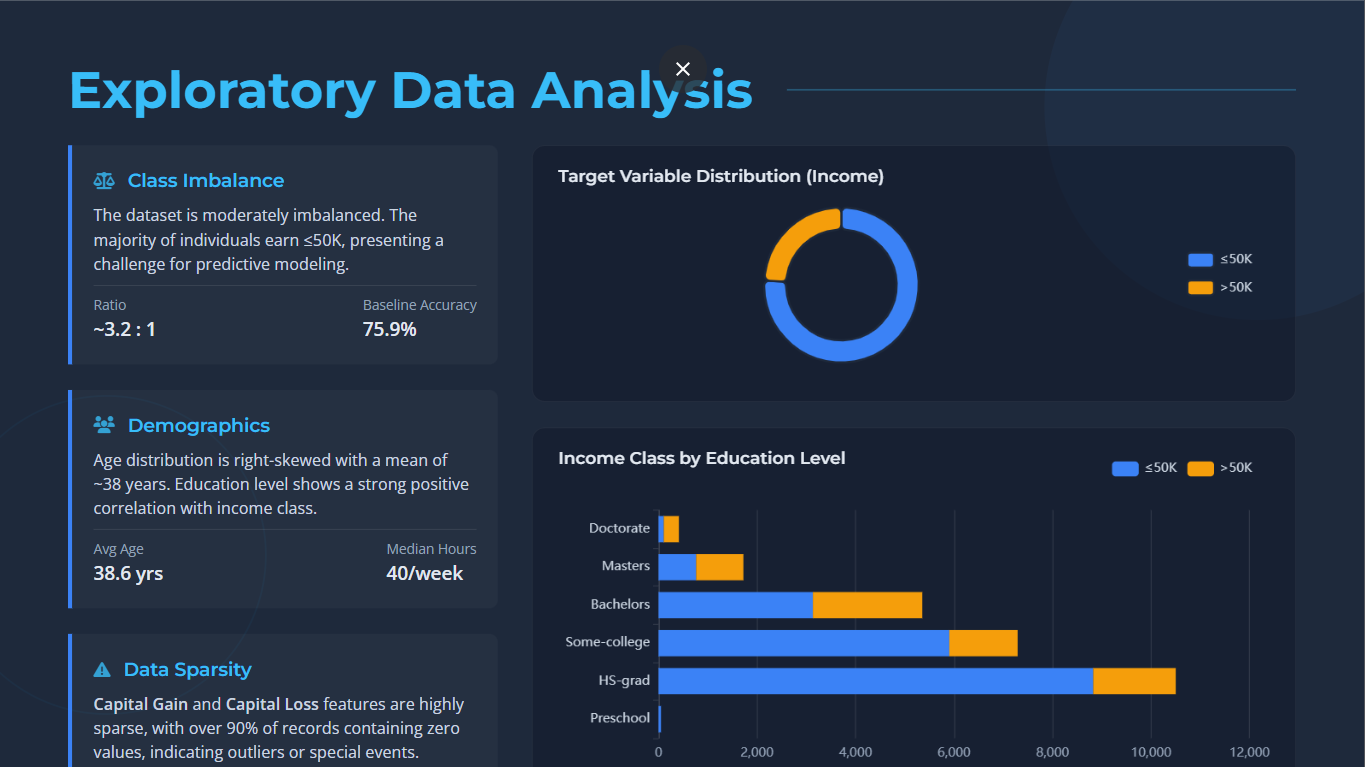 Exploratory Data Analysis
Class Imbalance
The dataset is moderately imbalanced. The
majority of individuals earn ≤50K, presenting a
challenge for predictive modeling.
Ratio
~3.2 : 1
Baseline Accuracy
75.9%
Demographics
Age distribution is right-skewed with a mean of
~38 years. Education level shows a strong positive
correlation with income class.
Avg Age
38.6 yrs
Median Hours
40/week
Data Sparsity
Capital Gain and Capital Loss features are highly
sparse, with over 90% of records containing zero
values, indicating outliers or special events.
Target Variable Distribution (Income)
≤50K
>50K
Income Class by Education Level
≤50K >50K
Doctorate
Masters
Bachelors
Some-college
HS-grad
Preschool
0 2,000 4,000 6,000 8,000 10,000 12,000